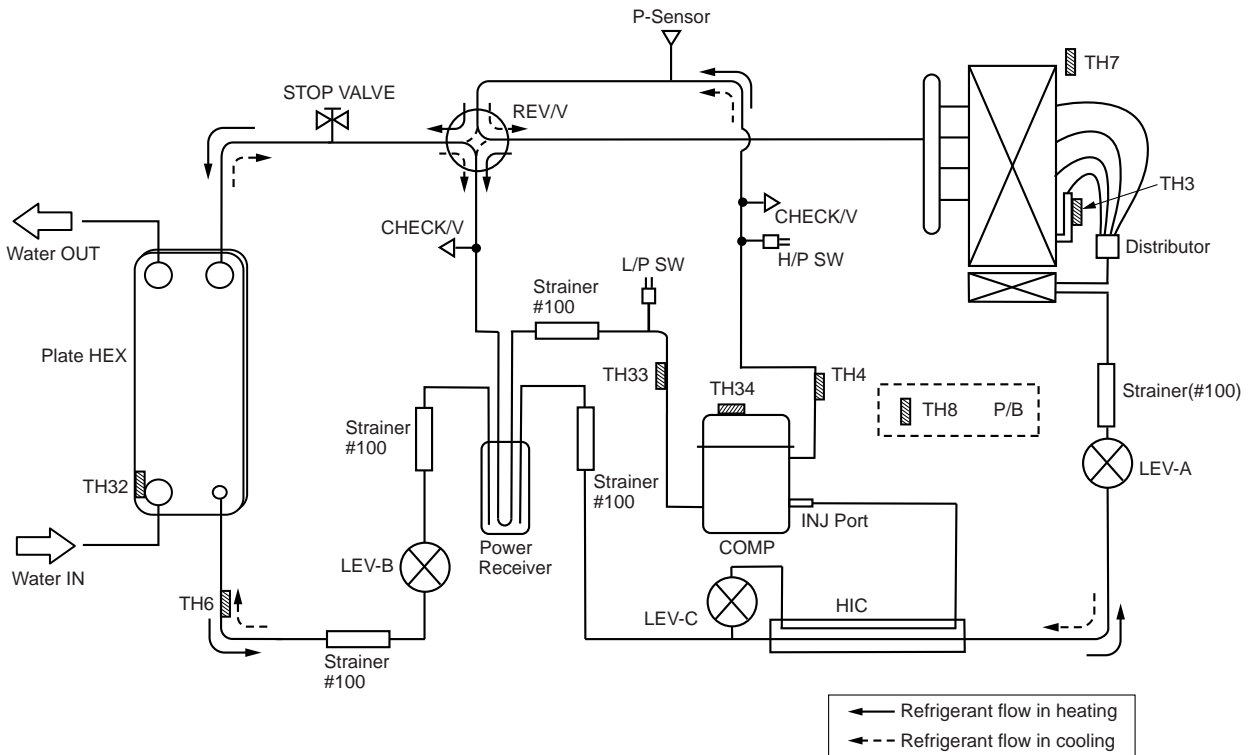 P-Sensor
TH7
STOP VALVE
REV/V
TH3
CHECK/V
CHECK/V
Water OUT
Distributor
L/P SW
H/P SW
Strainer
#100
Plate HEX
TH33
TH4
TH34
Strainer(#100)
TH8 P/B
Strainer
#100
LEV-A
TH32
Strainer
#100
INJ Port
Power
Receiver
COMP
LEV-B
Water IN
TH6
LEV-C
HIC
Strainer
#100
Refrigerant flow in heating
Refrigerant flow in cooling